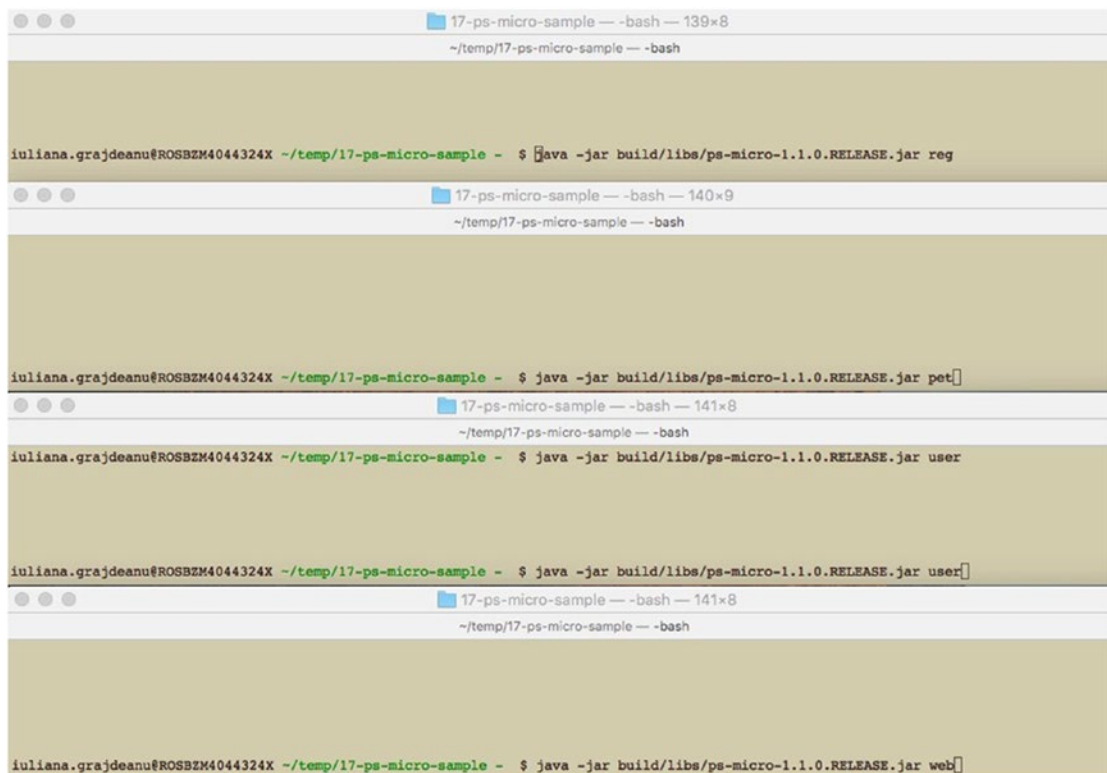 17-ps-micro-sample — -bash — 139×8
~/temp/17-ps-micro-sample — -bash
iuliana.grajdeanu@ROSBZM4044324X ~/temp/17-ps-micro-sample - $ java -jar build/libs/ps-micro-1.1.0.RELEASE.jar reg
17-ps-micro-sample — -bash — 140×9
~/temp/17-ps-micro-sample — -bash
iuliana.grajdeanu@ROSBZM4044324X ~/temp/17-ps-micro-sample - $ java -jar build/libs/ps-micro-1.1.0.RELEASE.jar pet
17-ps-micro-sample — -bash — 141×8
~/temp/17-ps-micro-sample — -bash
iuliana.grajdeanu@ROSBZM4044324X ~/temp/17-ps-micro-sample - $ java -jar build/libs/ps-micro-1.1.0.RELEASE.jar user
iuliana.grajdeanu@ROSBZM4044324X ~/temp/17-ps-micro-sample - $ java -jar build/libs/ps-micro-1.1.0.RELEASE.jar user
17-ps-micro-sample — -bash — 141×8
~/temp/17-ps-micro-sample — -bash
iuliana.grajdeanu@ROSBZM4044324X ~/temp/17-ps-micro-sample - $ java -jar build/libs/ps-micro-1.1.0.RELEASE.jar web